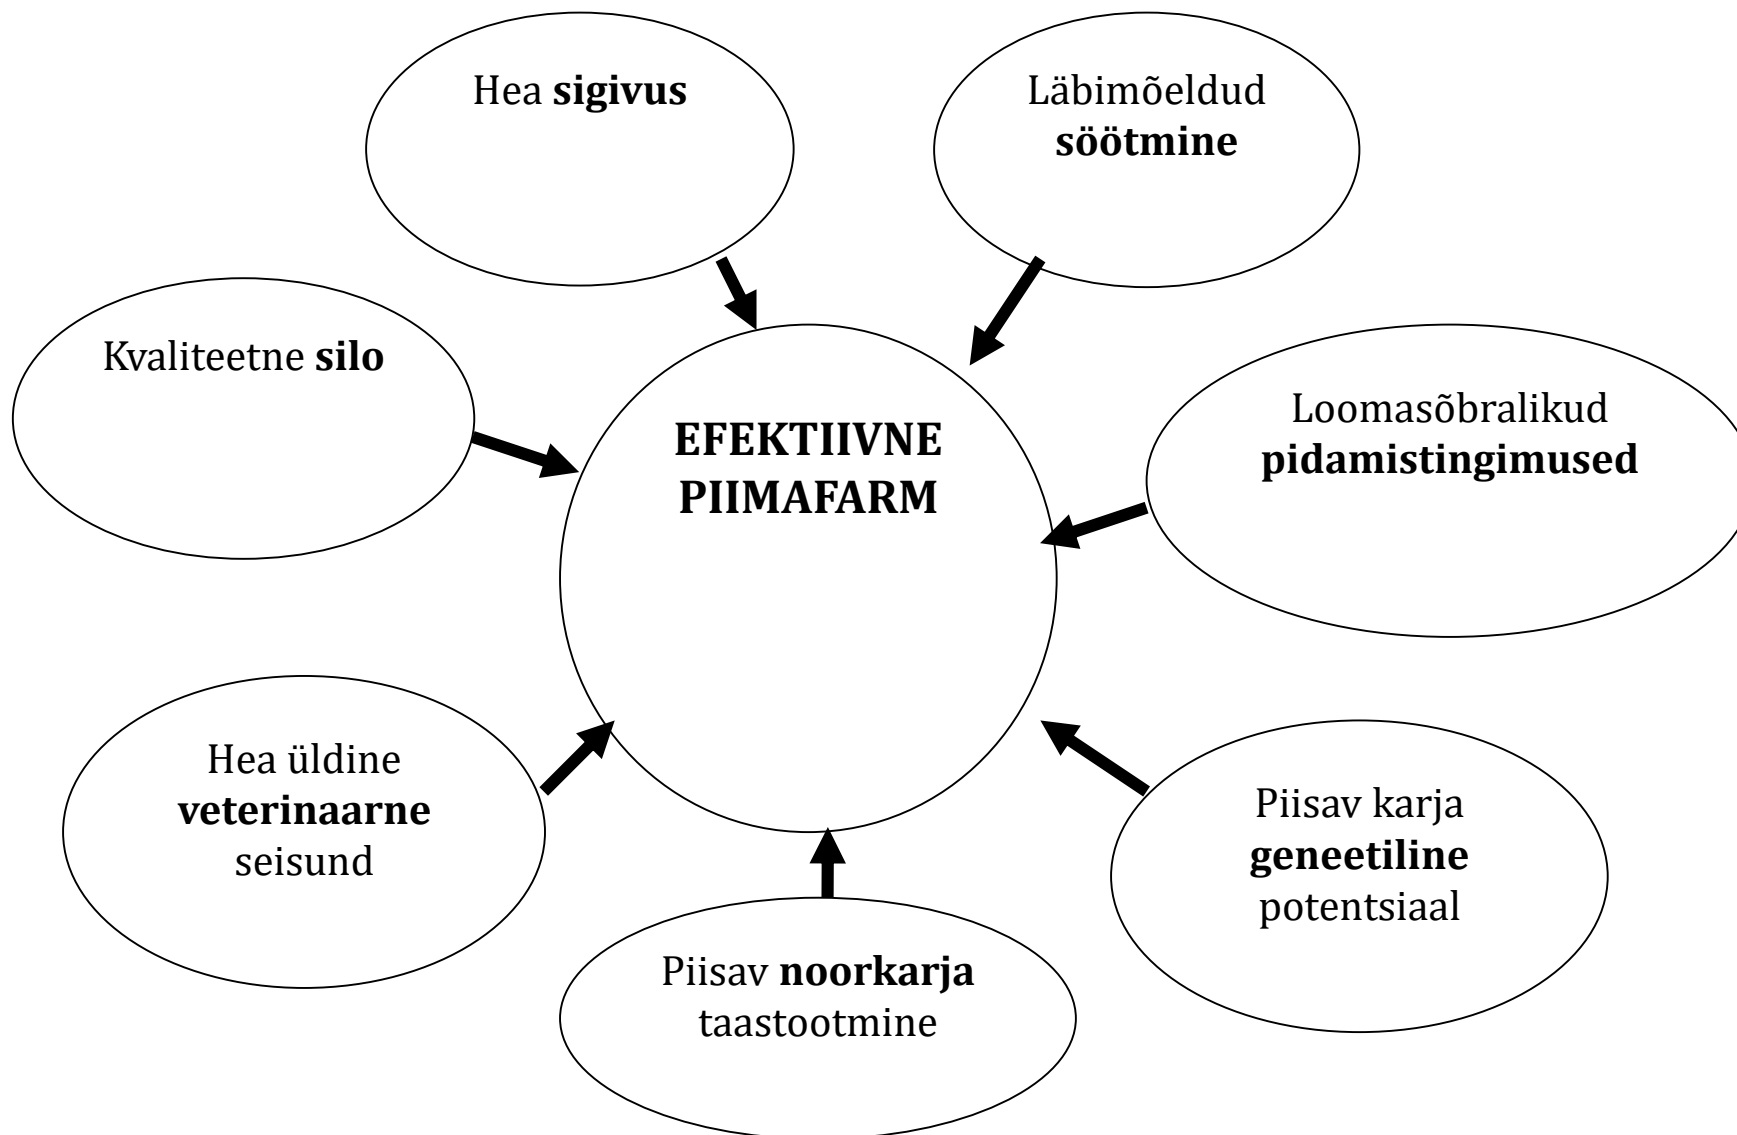 Hea sigivus
Läbimõeldud
söötmine
Kvaliteetne silo
Loomasõbralikud
pidamistingimused
EFEKTIIVNE
PIIMAFARM
Hea üldine
veterinaarne
seisund
Piisav karja
geneetiline
potentsiaal
Piisav noorkarja
taastootmine